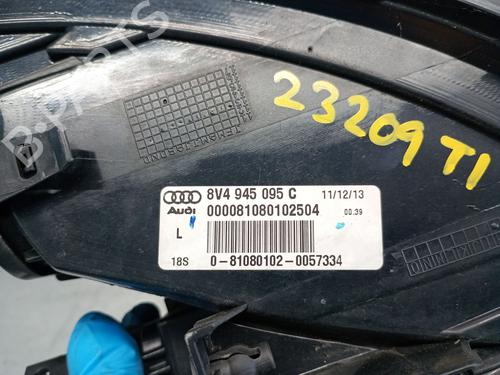 B-PARTS
23209 TI
8V4 945 095 C 11/12/13
Audi 000081080102504 00:39
L
18S 0-81080102-0057334